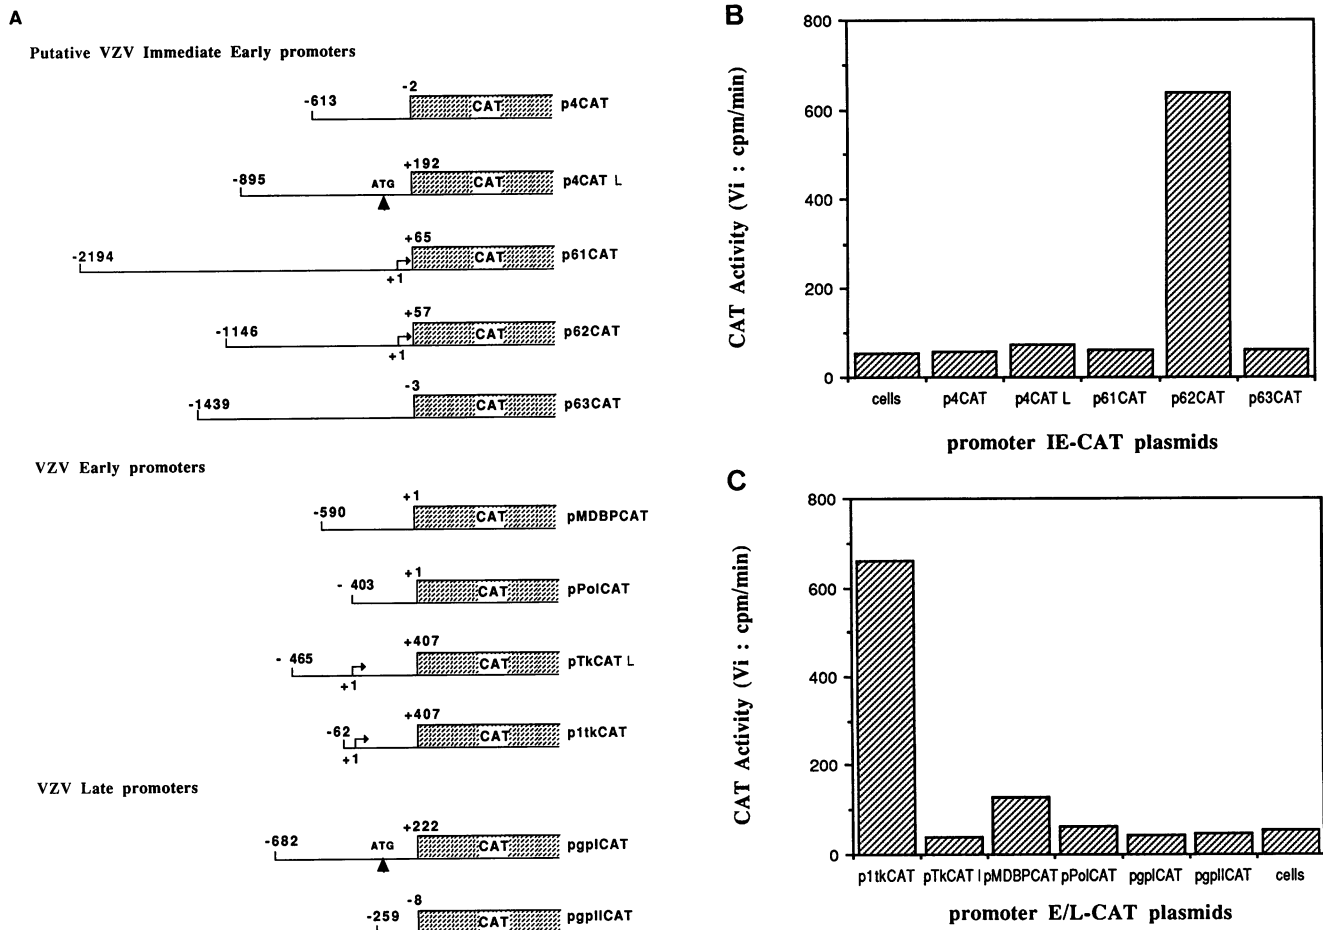 A
Putative VZV Immediate Early promoters
-613
-2
CAT
p4CAT
-895
ATG
+192
CAT
p4CAT L
-2194
+65
+1
CAT
p61CAT
-1146
+57
+1
CAT
p62CAT
-1439
-3
CAT
p63CAT
VZV Early promoters
-590
+1
CAT
pMDBPCAT
- 403
+1
CAT
pPolCAT
- 465
+407
+1
CAT
pTkCAT L
-62
+407
+1
CAT
p1tkCAT
VZV Late promoters
-682
ATG
+222
CAT
pgpICAT
-259
-8
CAT
pgpIICAT
B
CAT Activity (Vi : cpm/min)
800
600
400
200
0
cells p4CAT p4CAT L p61CAT p62CAT p63CAT
promoter IE-CAT plasmids
C
CAT Activity (Vi : cpm/min)
800
600
400
200
0
p1tkCAT pTkCAT l pMDBPCAT pPolCAT pgpICAT pgpIICAT cells
promoter E/L-CAT plasmids